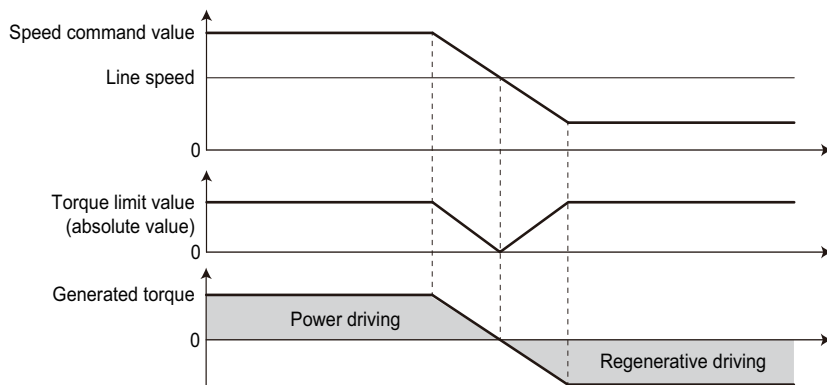 Speed command value
Line speed
0
Torque limit value
(absolute value)
0
Generated torque
Power driving
0
Regenerative driving